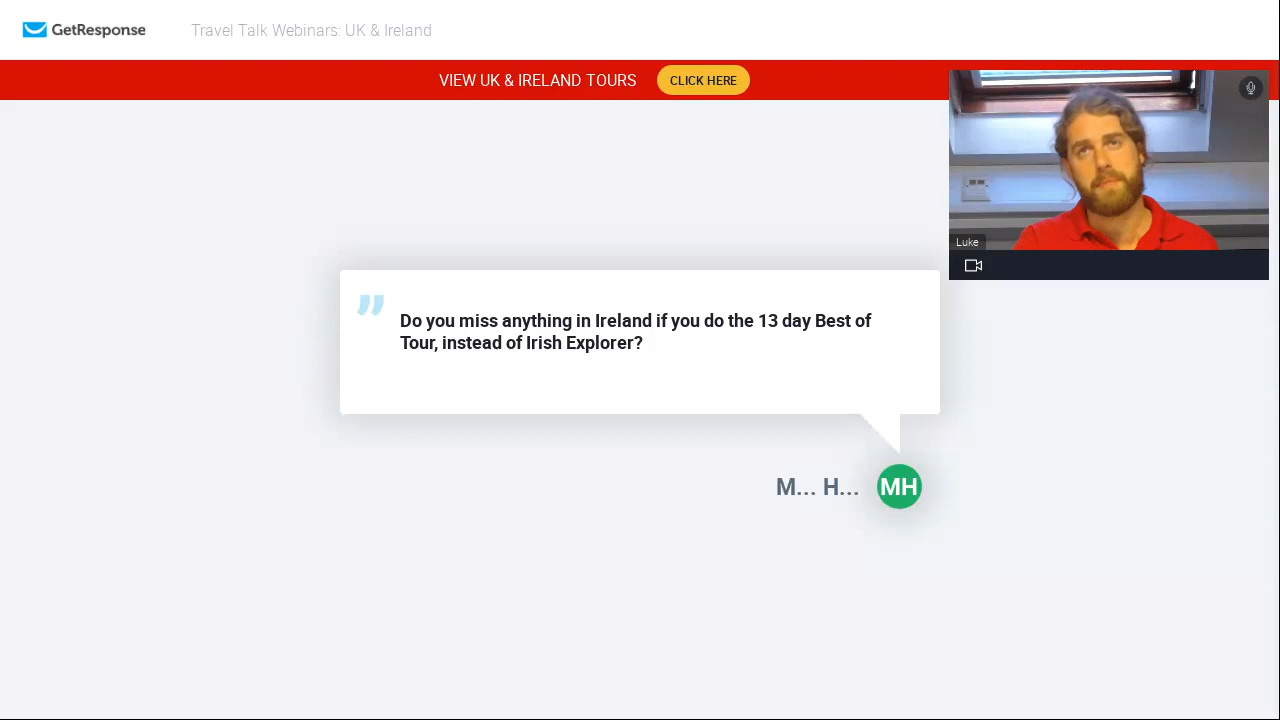 GetResponse
Travel Talk Webinars: UK & Ireland
VIEW UK & IRELAND TOURS
CLICK HERE
Luke
Do you miss anything in Ireland if you do the 13 day Best of
Tour, instead of Irish Explorer?
M... H...
MH